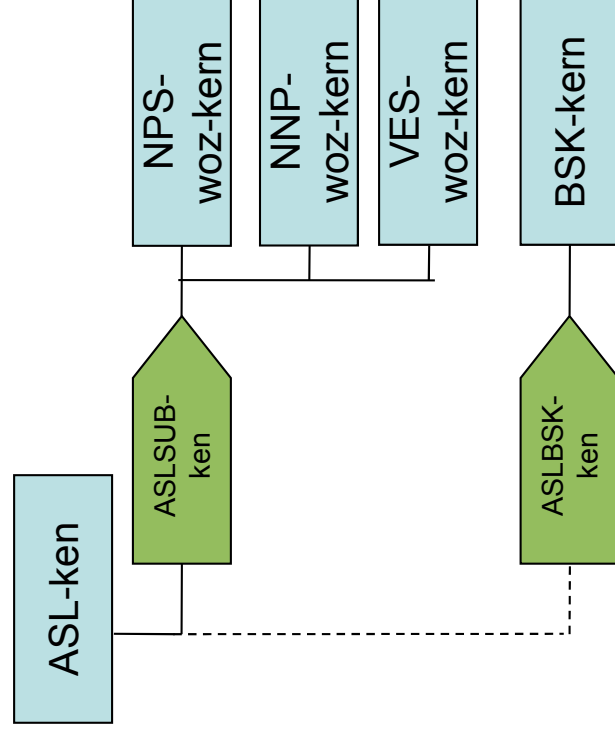 ASL-ken
ASLSUB-
ken
NPS-
woz-kern
NNP-
woz-kern
VES-
woz-kern
ASLBSK-
ken
BSK-kern